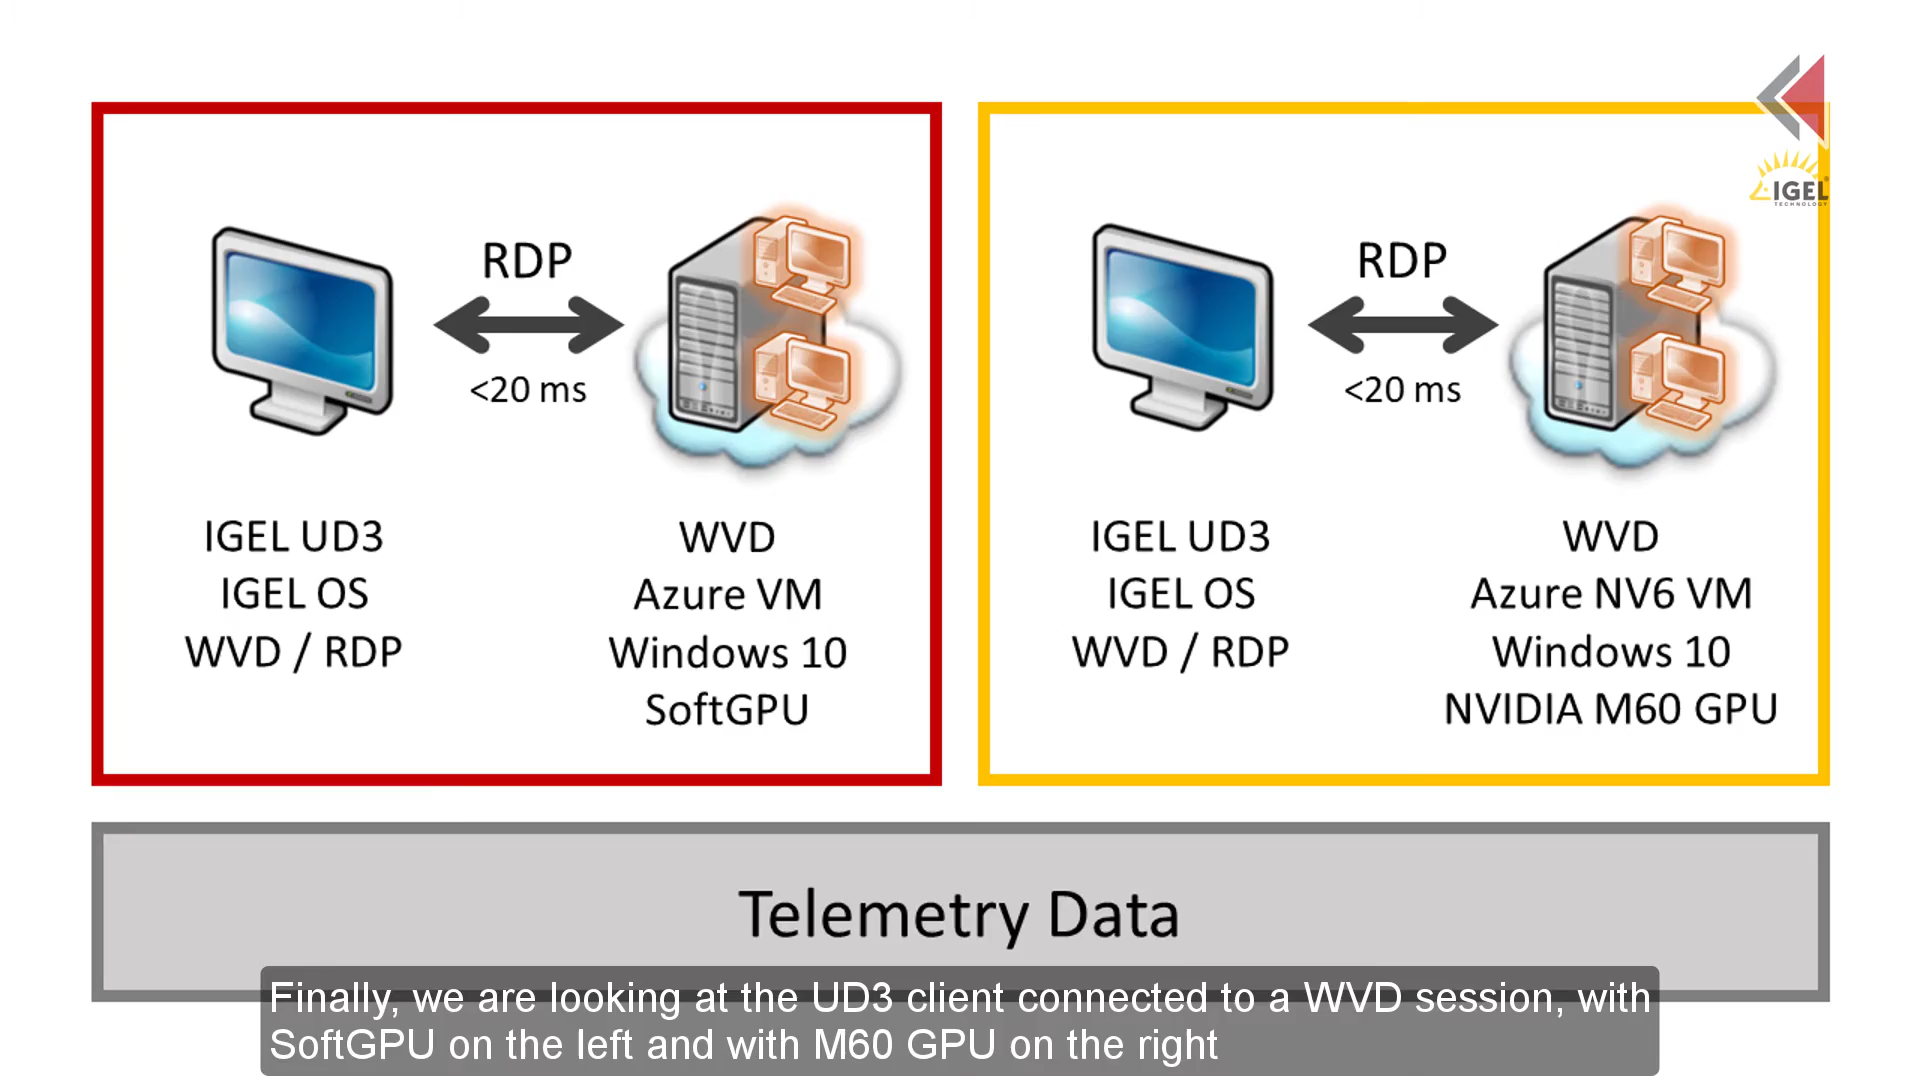 IGEL
TECHNOLOGY
RDP
<20 ms
IGEL UD3
IGEL OS
WVD / RDP
WVD
Azure VM
Windows 10
SoftGPU
RDP
<20 ms
IGEL UD3
IGEL OS
WVD / RDP
WVD
Azure NV6 VM
Windows 10
NVIDIA M60 GPU
Telemetry Data
Finally, we are looking at the UD3 client connected to a WVD session, with
SoftGPU on the left and with M60 GPU on the right